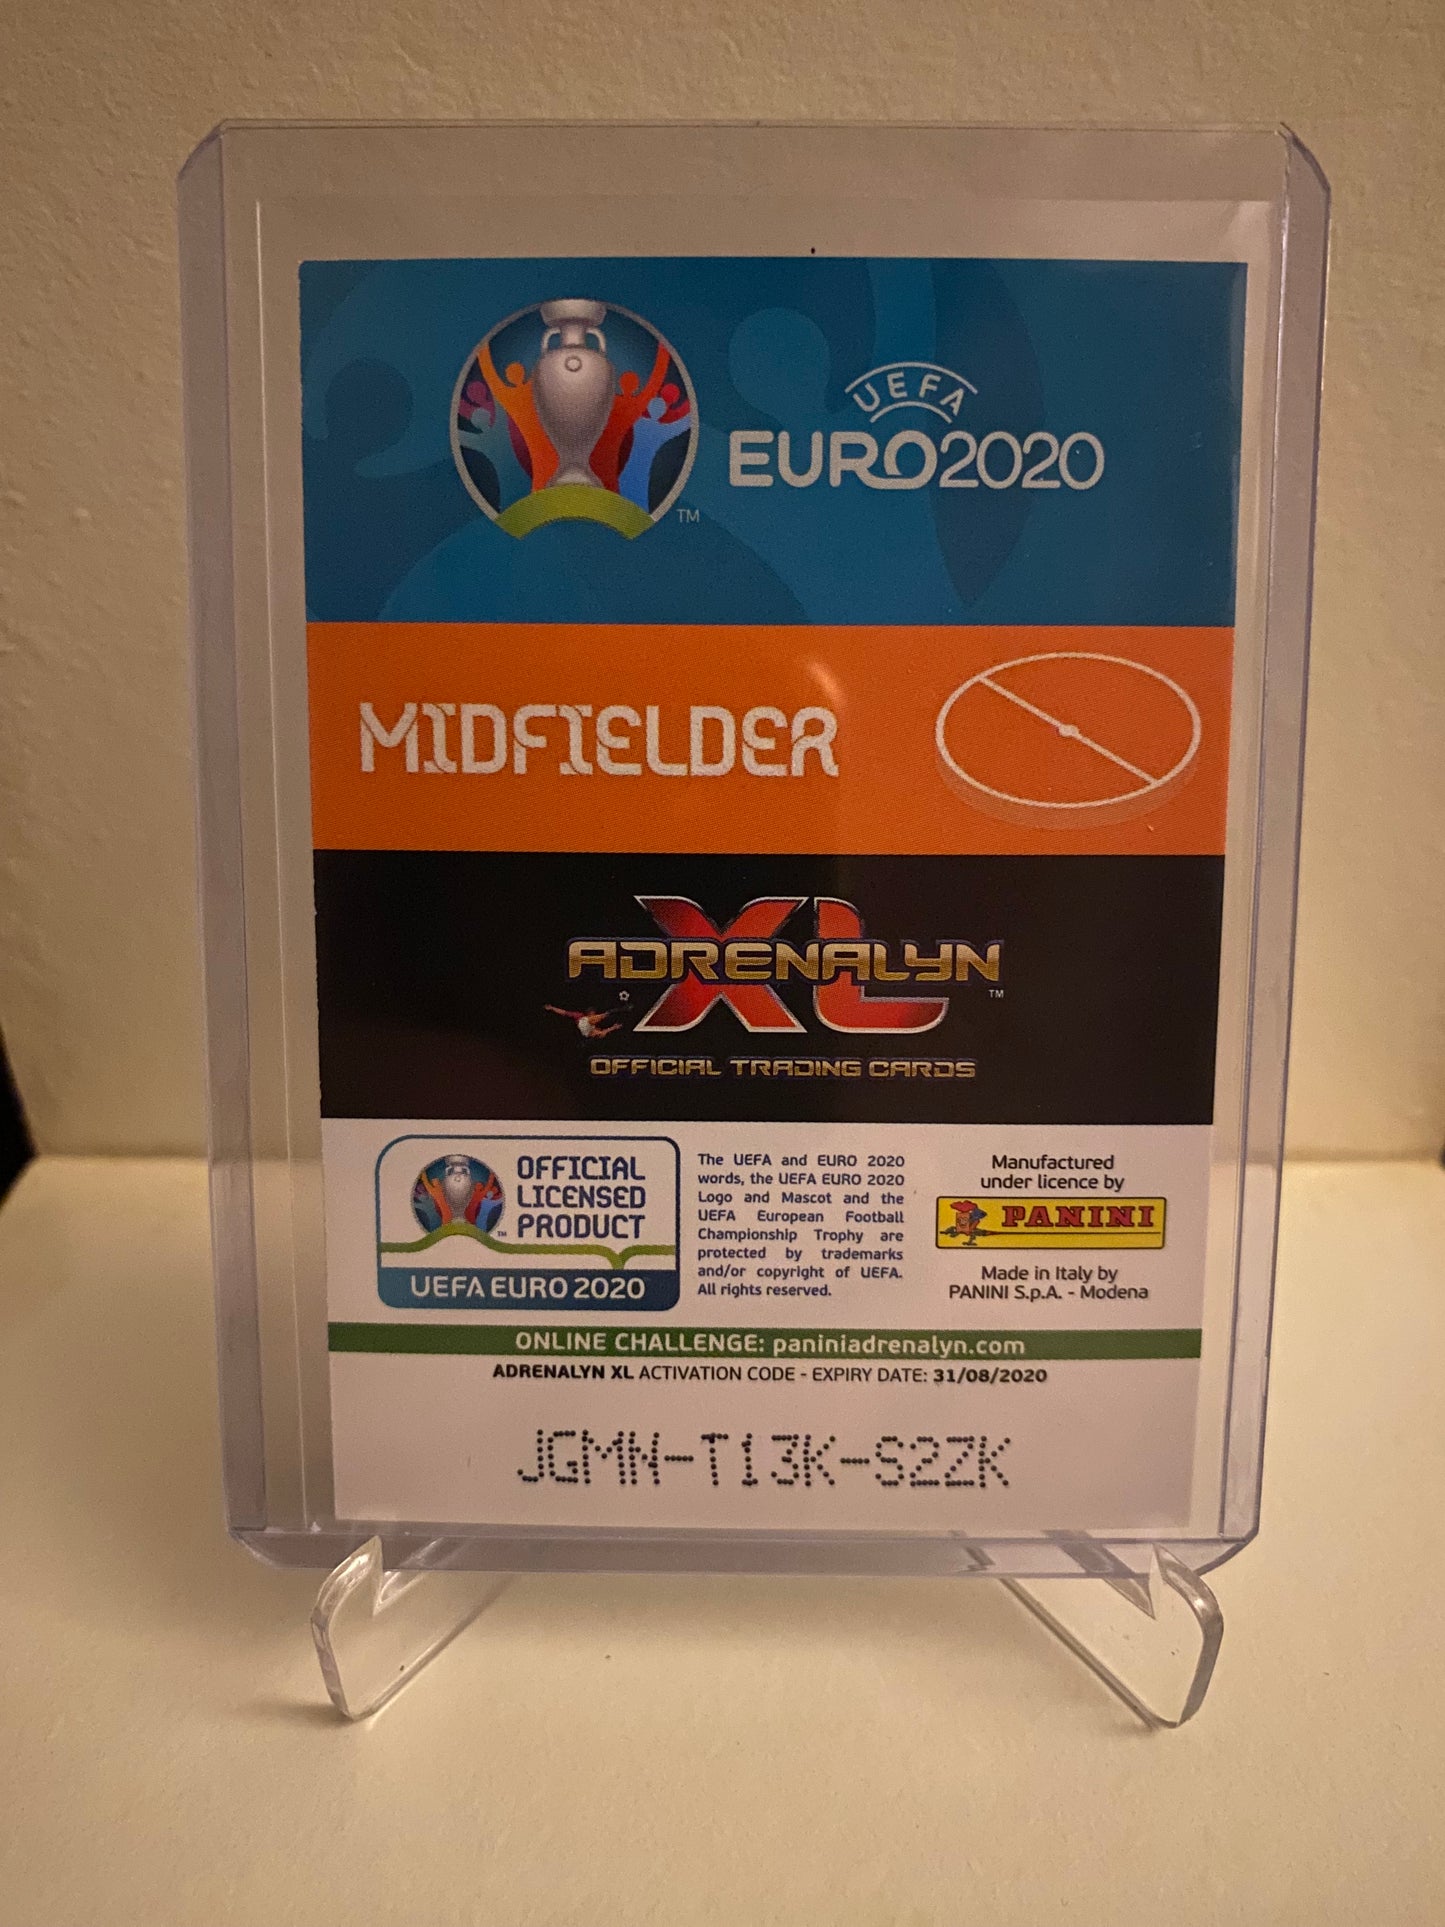 UEFA
EURO2020
TM
MIDFIELDER
XL
ADRENALYN
TM
OFFICIAL TRADING CARDS
OFFICIAL
LICENSED
PRODUCT
TM
UEFA EURO 2020
The UEFA and EURO 2020
words, the UEFA EURO 2020
Logo and Mascot and the
UEFA European Football
Championship Trophy are
protected by trademarks
and/or copyright of UEFA.
All rights reserved.
Manufactured
under licence by
PANINI
Made in Italy by
PANINI S.p.A. - Modena
ONLINE CHALLENGE: paniniadrenalyn.com
ADRENALYN XL ACTIVATION CODE - EXPIRY DATE: 31/08/2020
JGMN-T13K-S2ZK